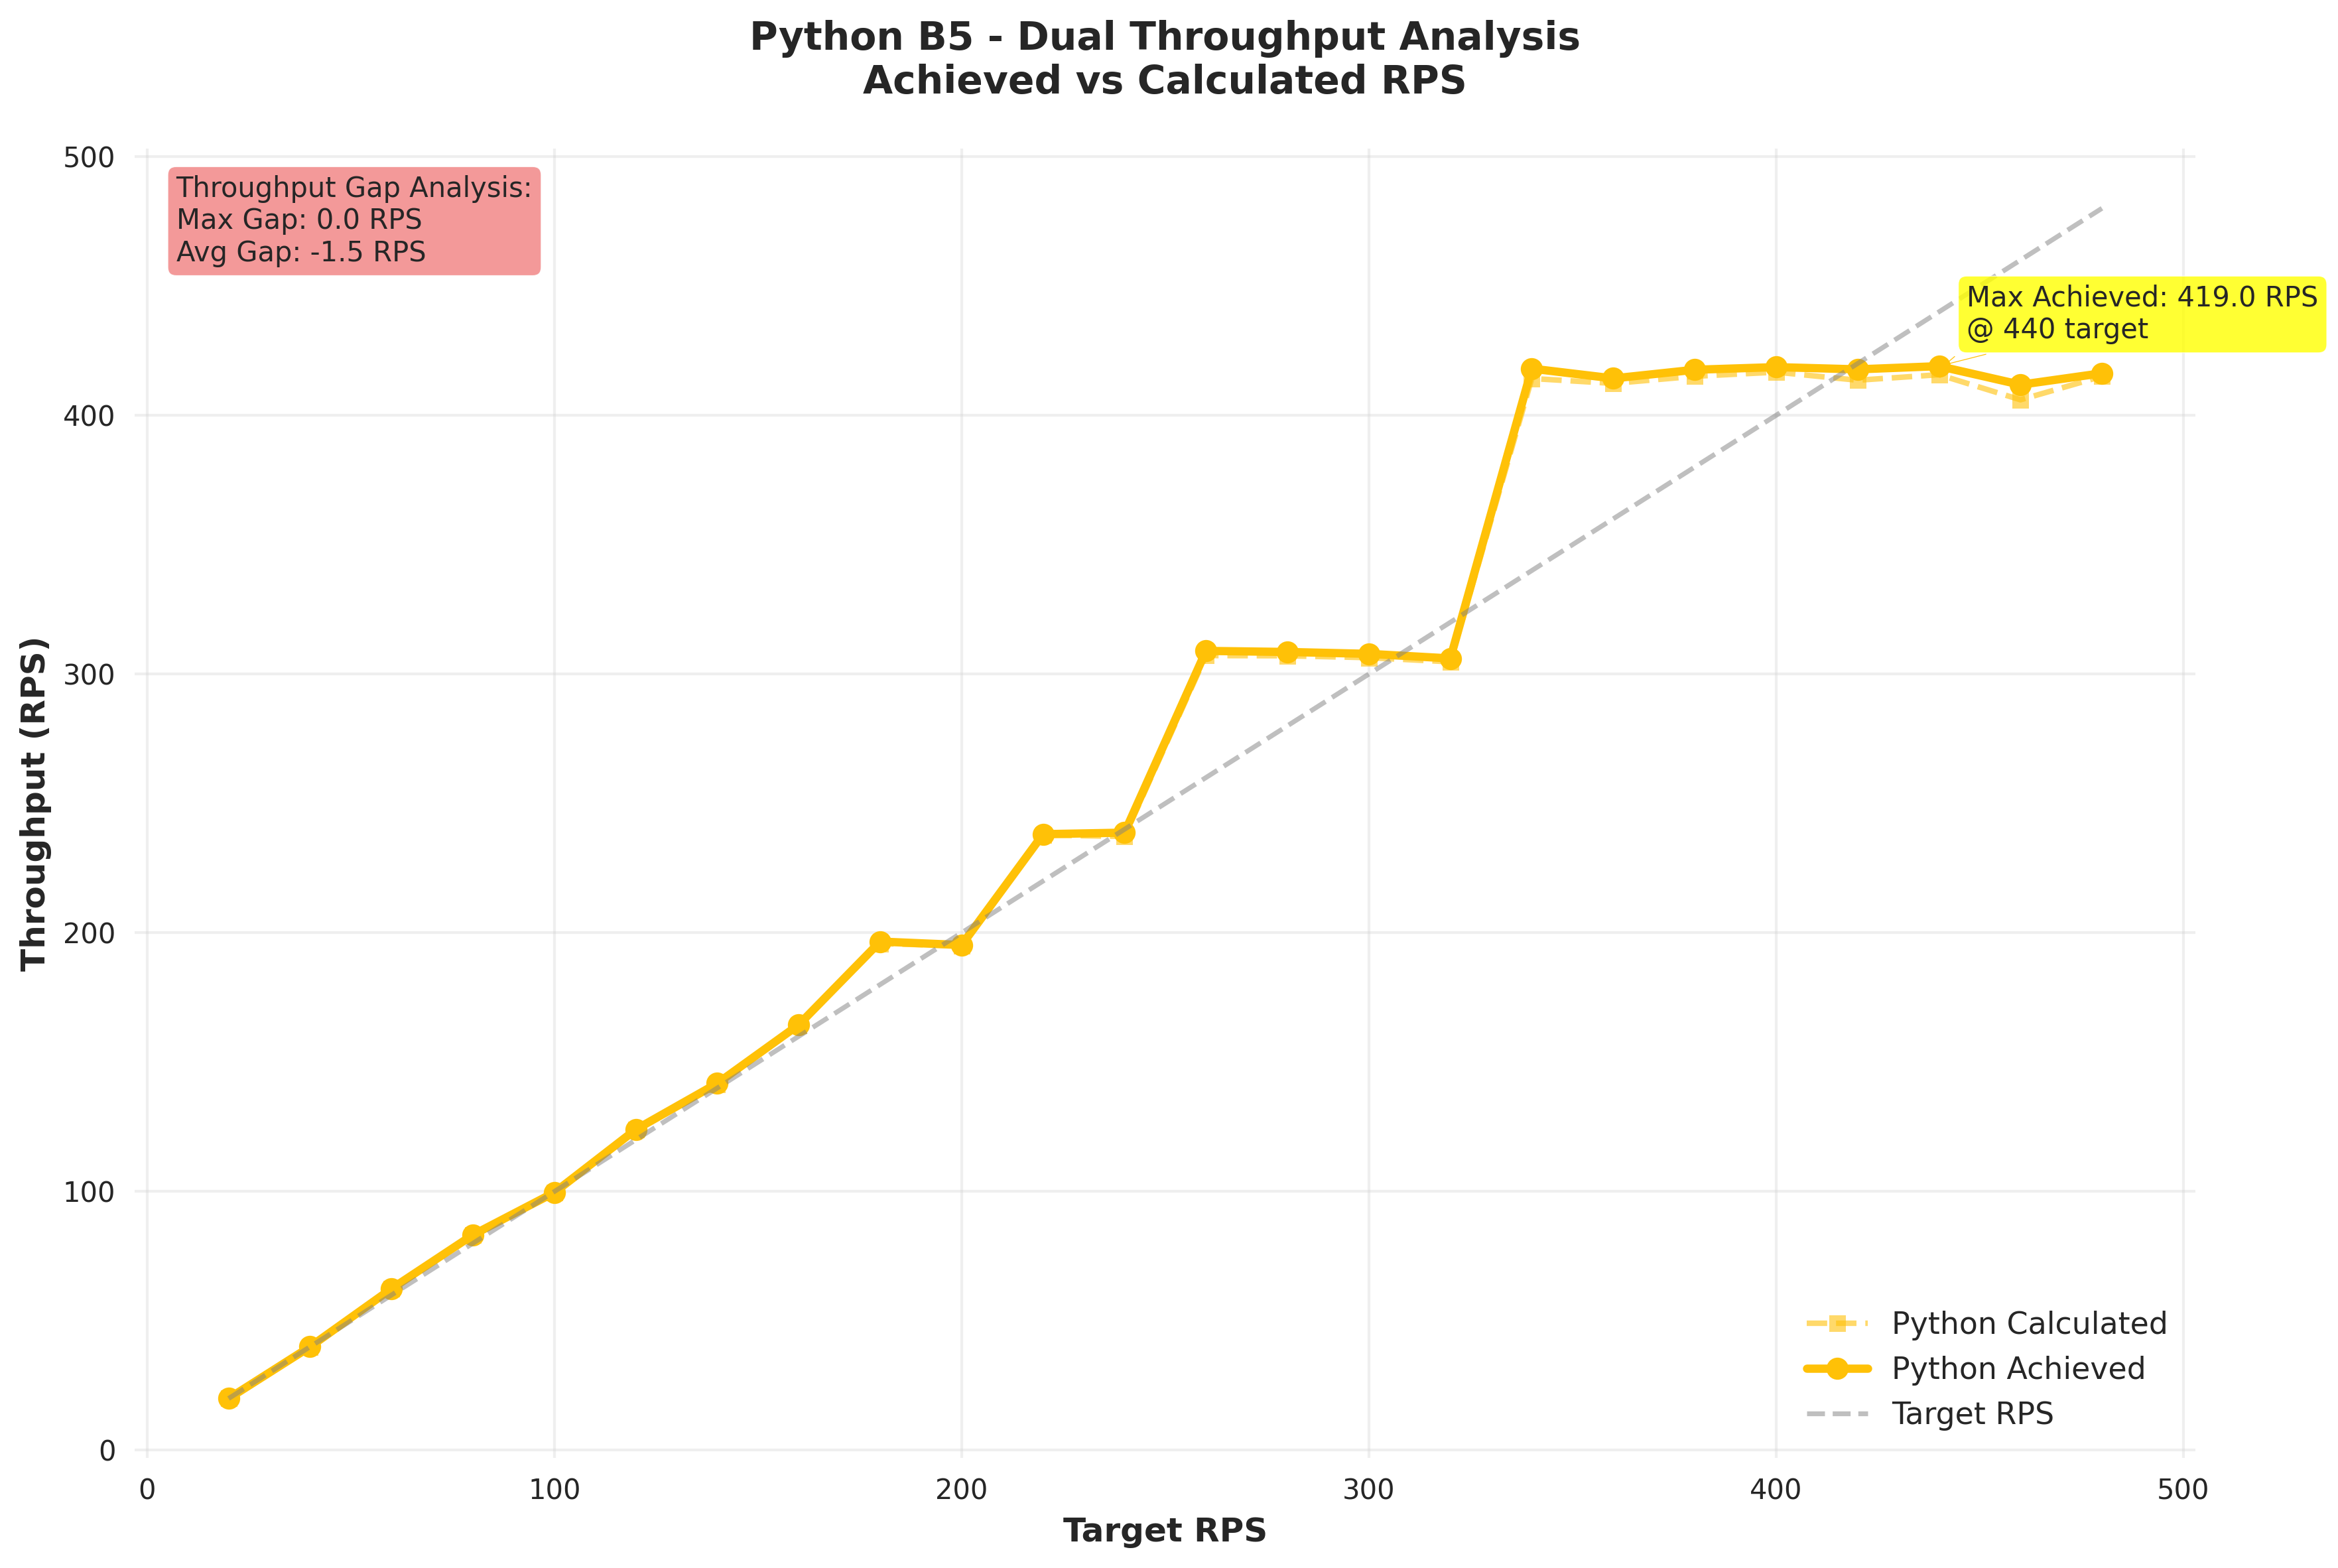 Python B5 - Dual Throughput Analysis
Achieved vs Calculated RPS
Throughput Gap Analysis:
Max Gap: 0.0 RPS
Avg Gap: -1.5 RPS
Max Achieved: 419.0 RPS
@ 440 target
Throughput (RPS)
500
400
300
200
100
0
Python Calculated
Python Achieved
Target RPS
0
100
200
300
400
500
Target RPS